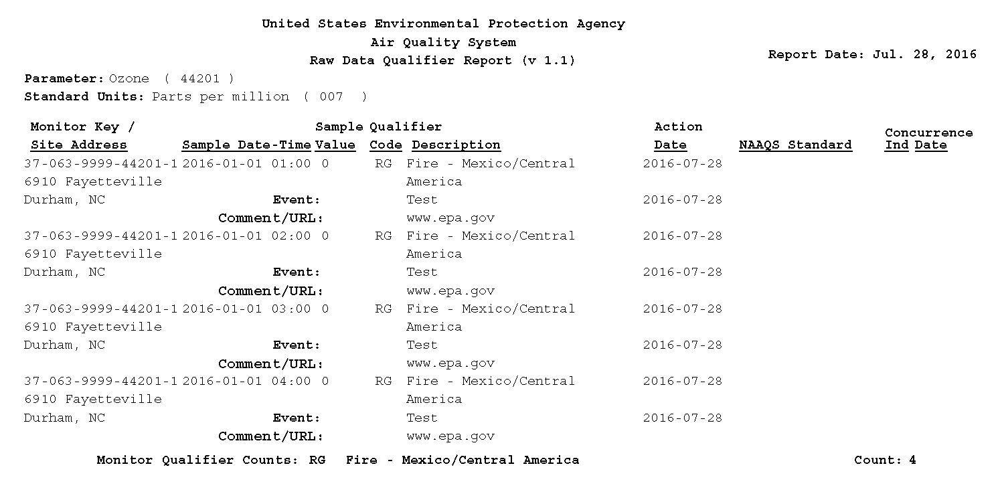 United States Environmental Protection Agency
Air Quality System
Raw Data Qualifier Report (v 1.1)
Report Date: Jul. 28, 2016
Parameter: Ozone ( 44201 )
Standard Units: Parts per million ( 007 )
Monitor Key / Sample Qualifier Action Concurrence
Site Address Sample Date-Time Value Code Description Date NAAQS Standard Ind Date
37-063-9999-44201-1 2016-01-01 01:00 0 RG Fire - Mexico/Central 2016-07-28
6910 Fayetteville America
Durham, NC Event: Test 2016-07-28
Comment/URL: www.epa.gov
37-063-9999-44201-1 2016-01-01 02:00 0 RG Fire - Mexico/Central 2016-07-28
6910 Fayetteville America
Durham, NC Event: Test 2016-07-28
Comment/URL: www.epa.gov
37-063-9999-44201-1 2016-01-01 03:00 0 RG Fire - Mexico/Central 2016-07-28
6910 Fayetteville America
Durham, NC Event: Test 2016-07-28
Comment/URL: www.epa.gov
37-063-9999-44201-1 2016-01-01 04:00 0 RG Fire - Mexico/Central 2016-07-28
6910 Fayetteville America
Durham, NC Event: Test 2016-07-28
Comment/URL: www.epa.gov
Monitor Qualifier Counts: RG Fire - Mexico/Central America Count: 4